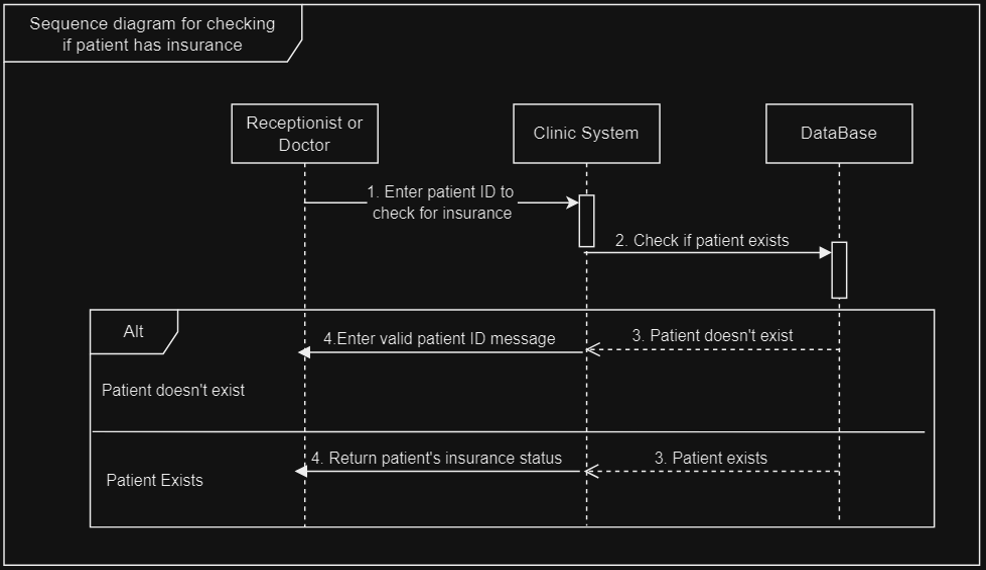 Sequence diagram for checking
if patient has insurance
Receptionist or
Doctor
Clinic System
DataBase
1. Enter patient ID to
check for insurance
2. Check if patient exists
Alt
4.Enter valid patient ID message
3. Patient doesn't exist
Patient doesn't exist
4. Return patient's insurance status
3. Patient exists
Patient Exists